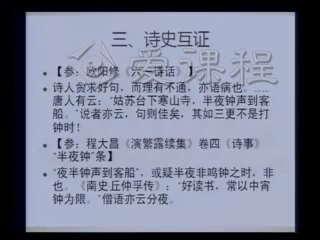 三、诗史互证
爱课程
【参：欧阳修《六一诗话》】
诗人贪求好句，而理有不通，亦语病也。……
唐人有云：“姑苏台下寒山寺，半夜钟声到客
船。”说者亦云，句则佳矣，其如三更不是打
钟时！
【参：程大昌《演繁露续集》卷四《诗事》
“半夜钟”条】
“夜半钟声到客船”，或疑半夜非鸣钟之时，非
也。《南史丘仲孚传》：“好读书，常以中宵
钟为限。”僧语亦云分夜。